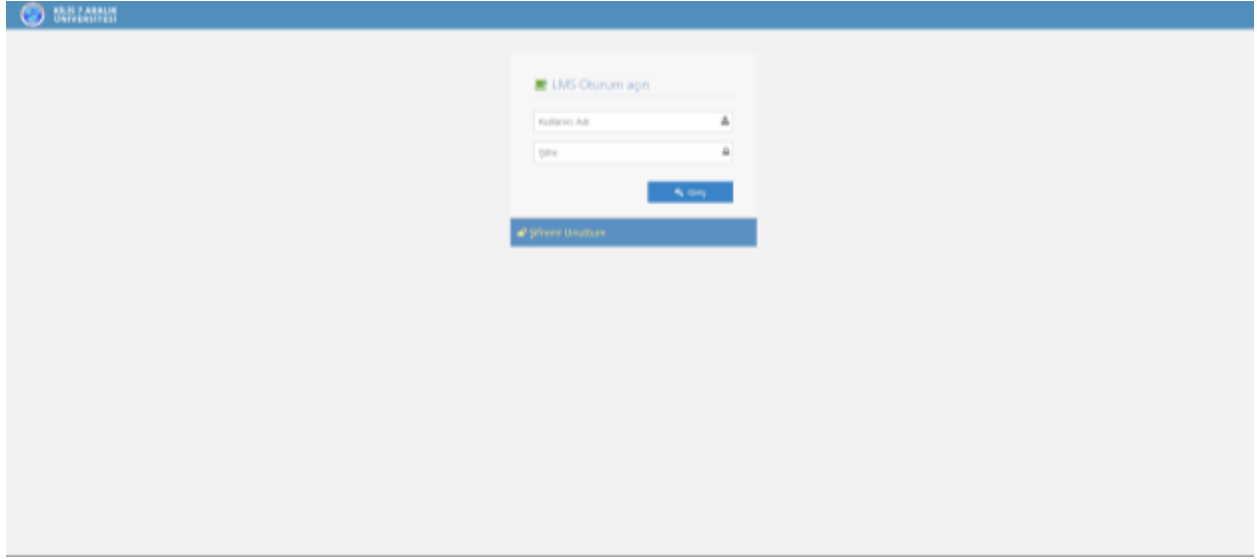 KİLİS 7 ARALIK
ÜNİVERSİTESİ
LMS Oturum açın
Kullanıcı Adı
Şifre
Giriş
Şifremi Unuttum